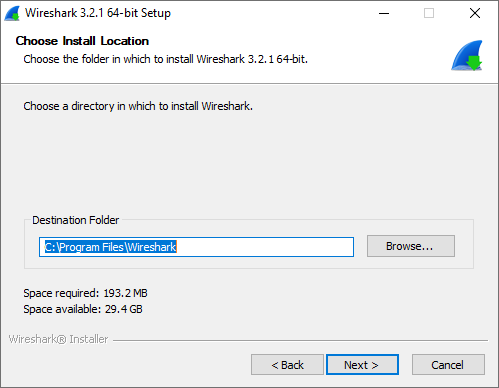 Wireshark 3.2.1 64-bit Setup
Choose Install Location
Choose the folder in which to install Wireshark 3.2.1 64-bit.
Choose a directory in which to install Wireshark.
Destination Folder
C:\Program Files\Wireshark
Browse...
Space required: 193.2 MB
Space available: 29.4 GB
Wireshark® Installer
< Back
Next >
Cancel